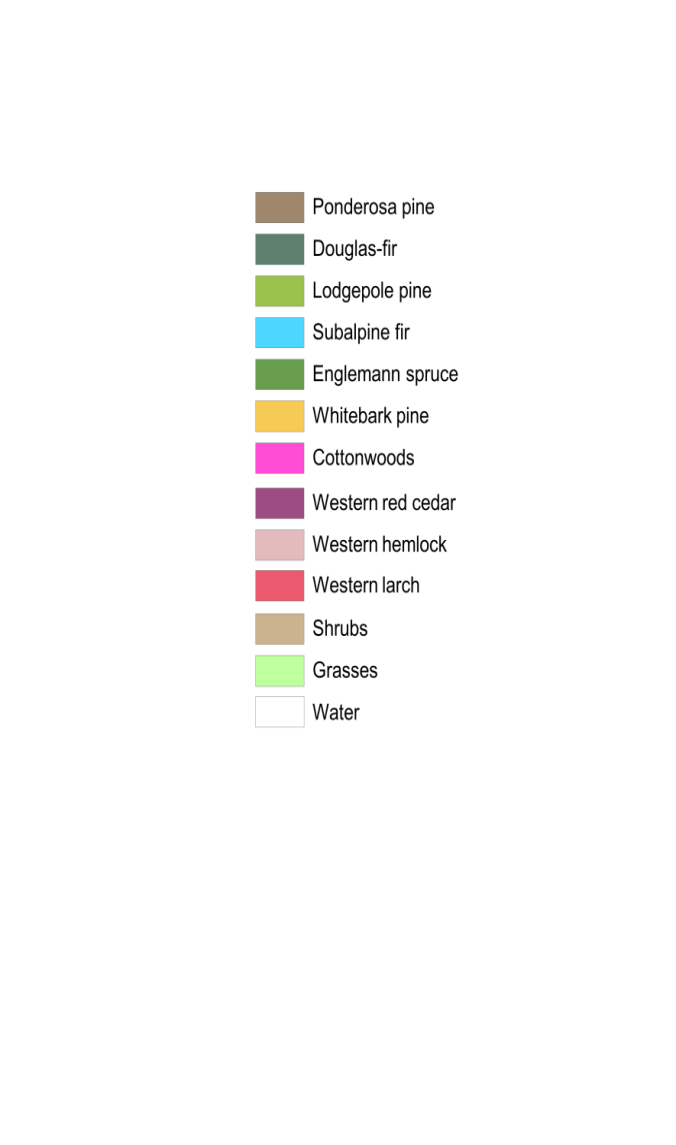 Ponderosa pine
Douglas-fir
Lodgepole pine
Subalpine fir
Englemann spruce
Whitebark pine
Cottonwoods
Western red cedar
Western hemlock
Western larch
Shrubs
Grasses
Water